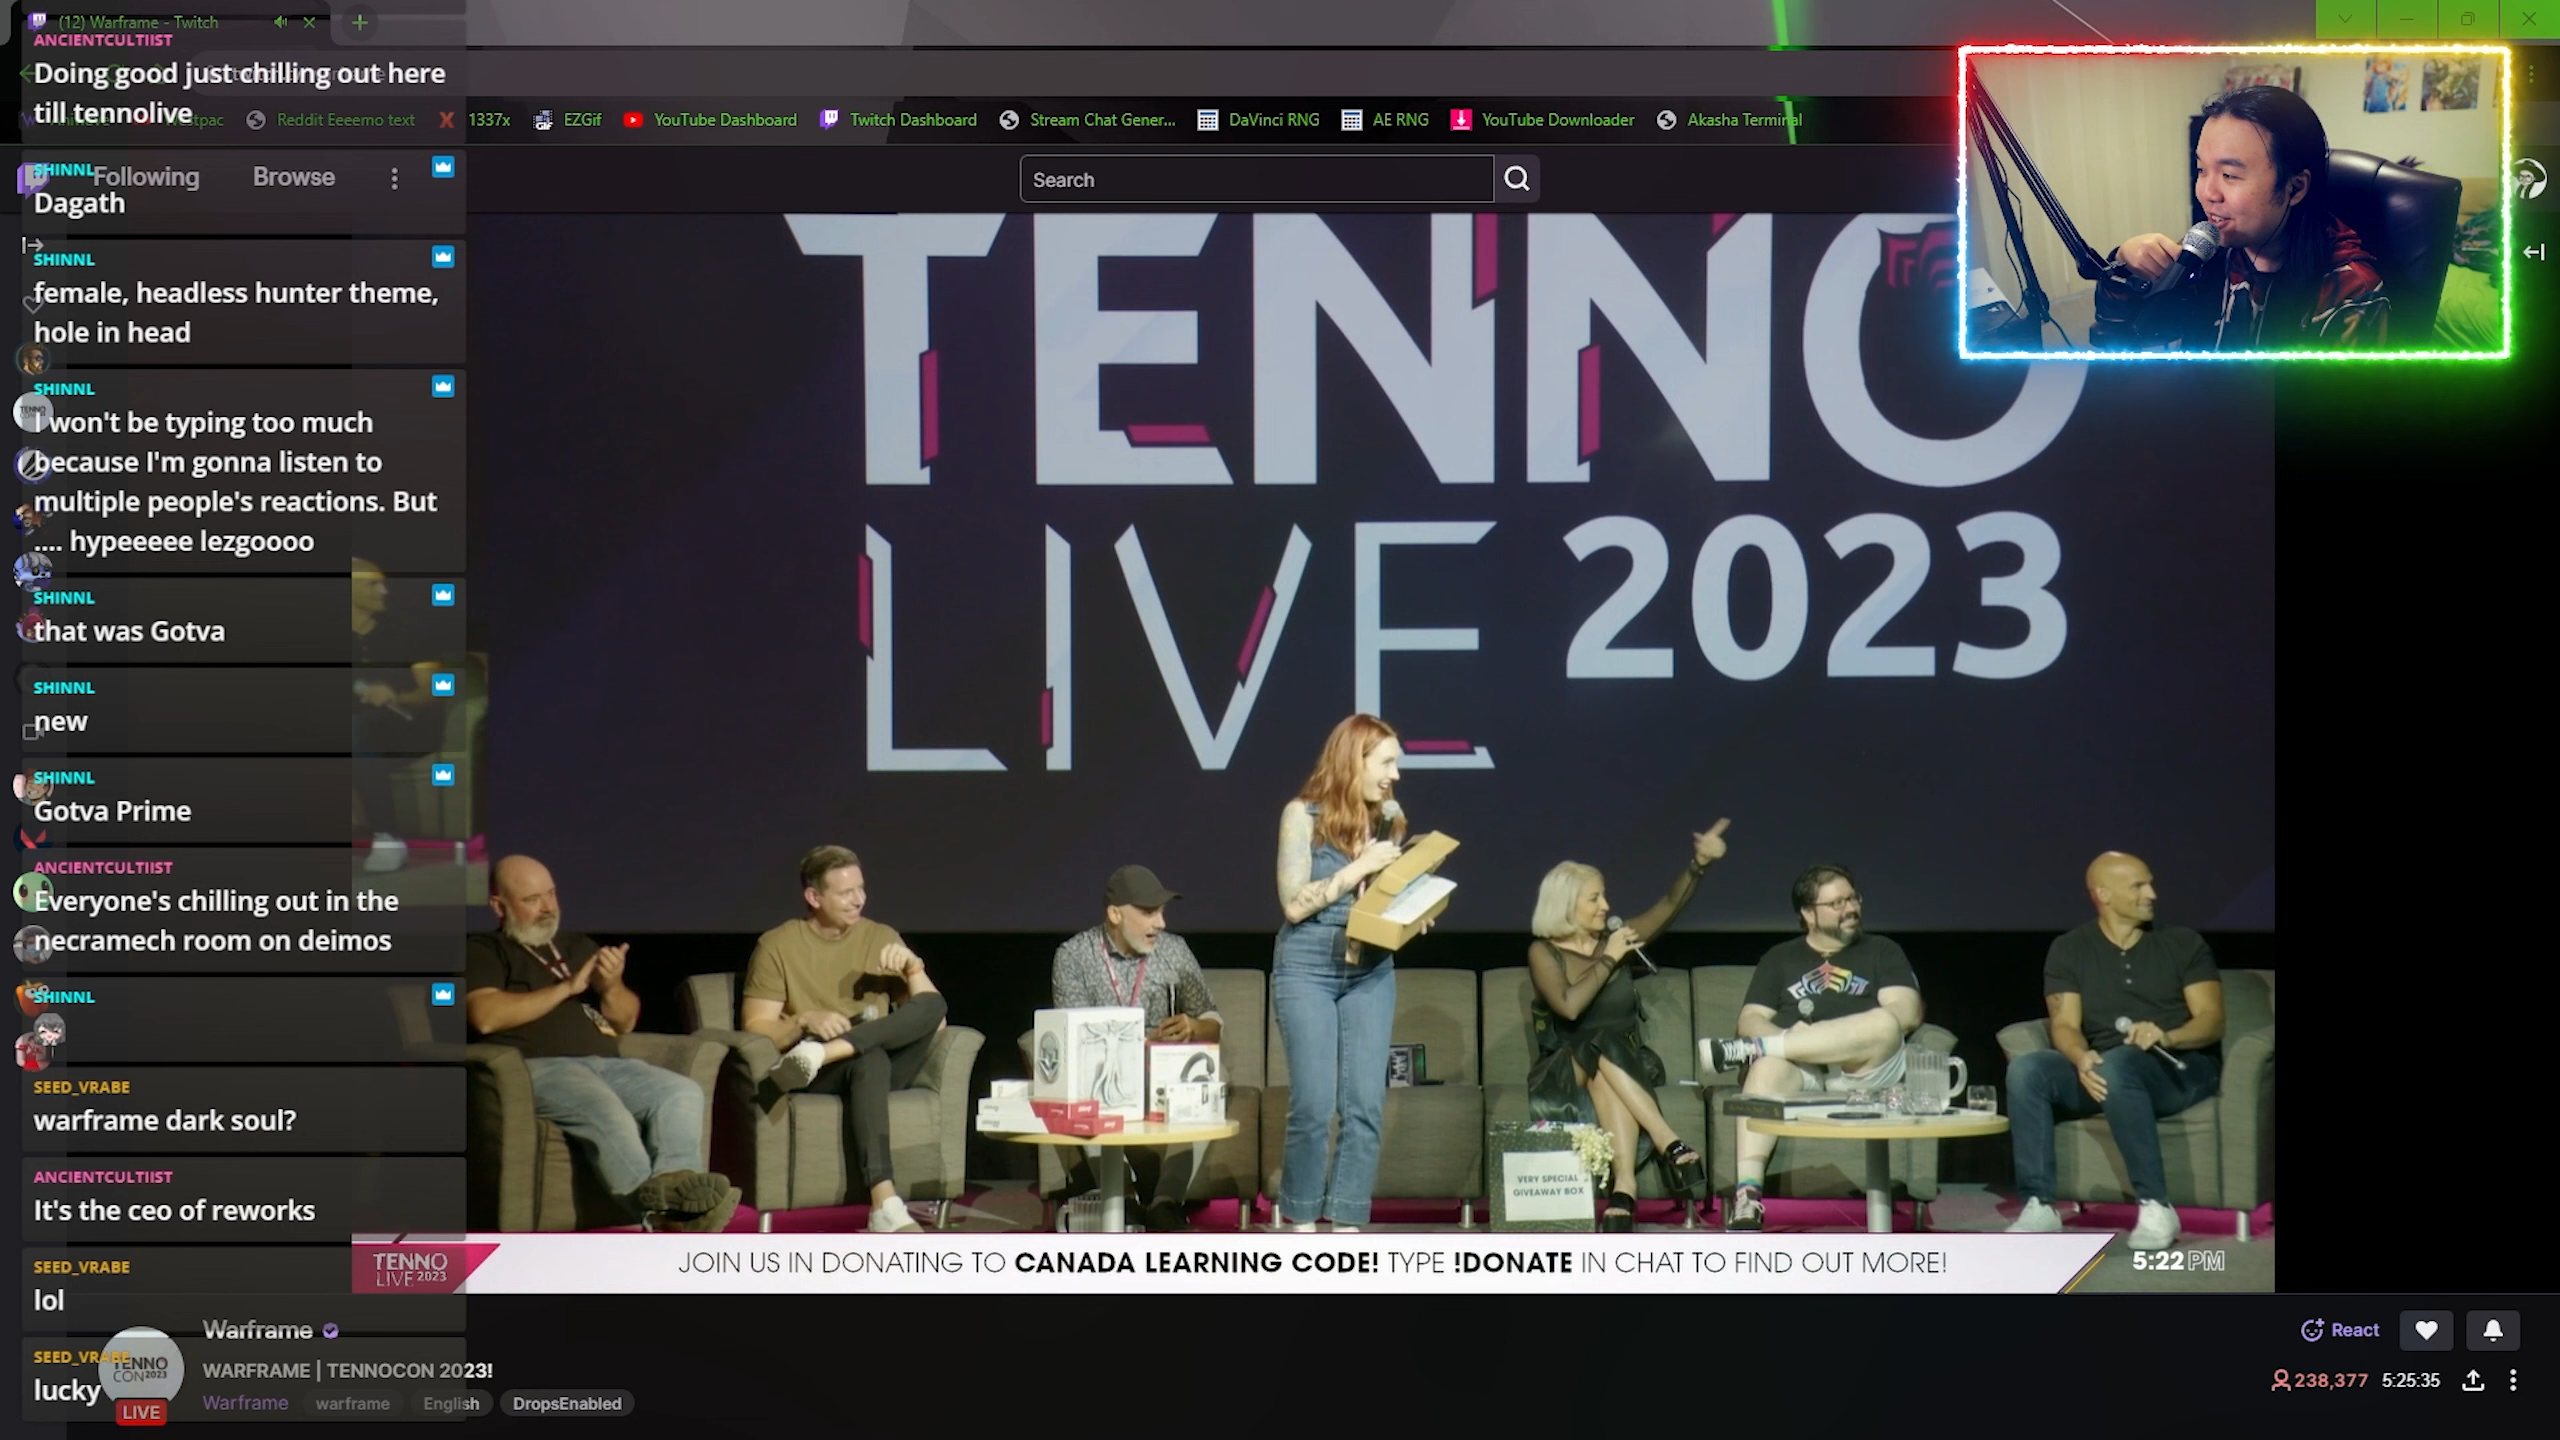 (12) Warframe - Twitch
ANCIENTCULTIIST
Doing good just chilling out here
till tennolive
Reddit Eeeemo text
1337x
EZGif
YouTube Dashboard
Twitch Dashboard
Stream Chat Gener...
DaVinci RNG
AE RNG
YouTube Downloader
Akasha Terminal
Following
Browse
Search
SHINNL
Dagath
SHINNL
female, headless hunter theme,
hole in head
SHINNL
I won't be typing too much
because I'm gonna listen to
multiple people's reactions. But
.... hypeeeee lezgoooo
SHINNL
that was Gotva
SHINNL
new
SHINNL
Gotva Prime
ANCIENTCULTIIST
Everyone's chilling out in the
necramech room on deimos
SHINNL
SEED_VRABE
warframe dark soul?
ANCIENTCULTIIST
It's the ceo of reworks
SEED_VRABE
lol
SEED_VRABE
lucky
TENNO
LIVE 2023
VERY SPECIAL
GIVEAWAY BOX
TENNO
LIVE 2023
JOIN US IN DONATING TO CANADA LEARNING CODE! TYPE !DONATE IN CHAT TO FIND OUT MORE!
5:22 PM
TENNO
CON2023
LIVE
Warframe
WARFRAME | TENNOCON 2023!
Warframe
warframe
English
DropsEnabled
React
238,377
5:25:35